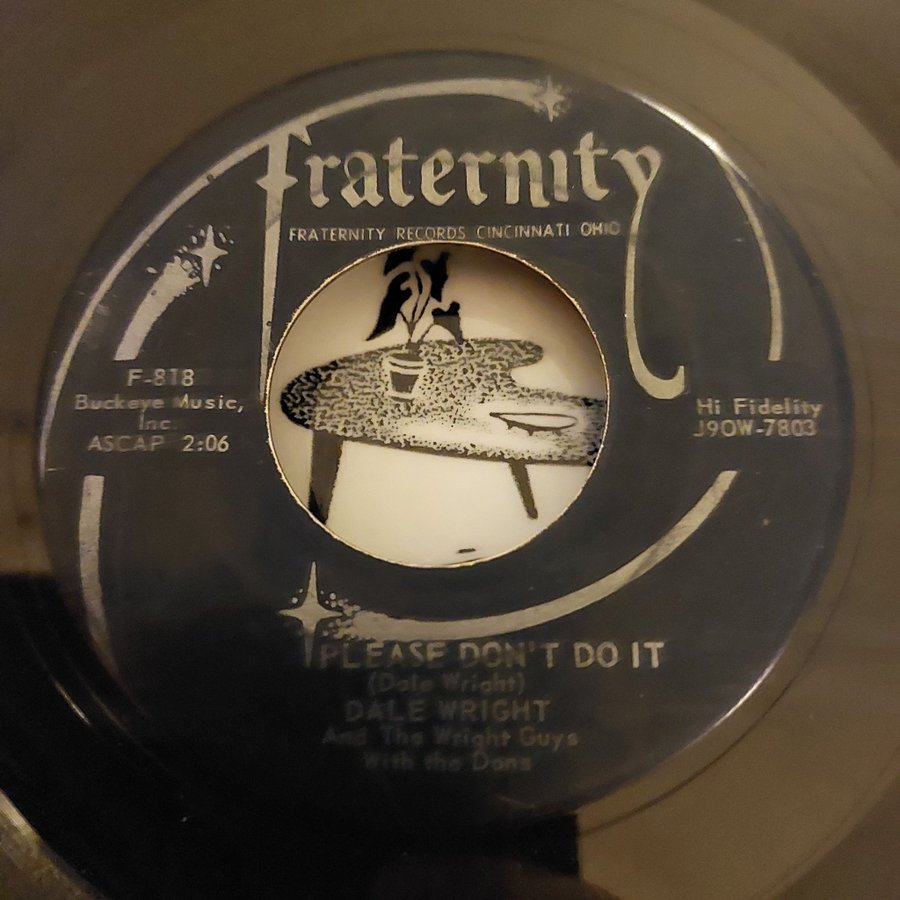 Fraternity
FRATERNITY RECORDS CINCINNATI OHIO
F-818
Buckeye Music,
Inc.
ASCAP 2:06
Hi Fidelity
J9OW-7803
PLEASE DON'T DO IT
(Dale Wright)
DALE WRIGHT
And The Wright Guys
With the Dons